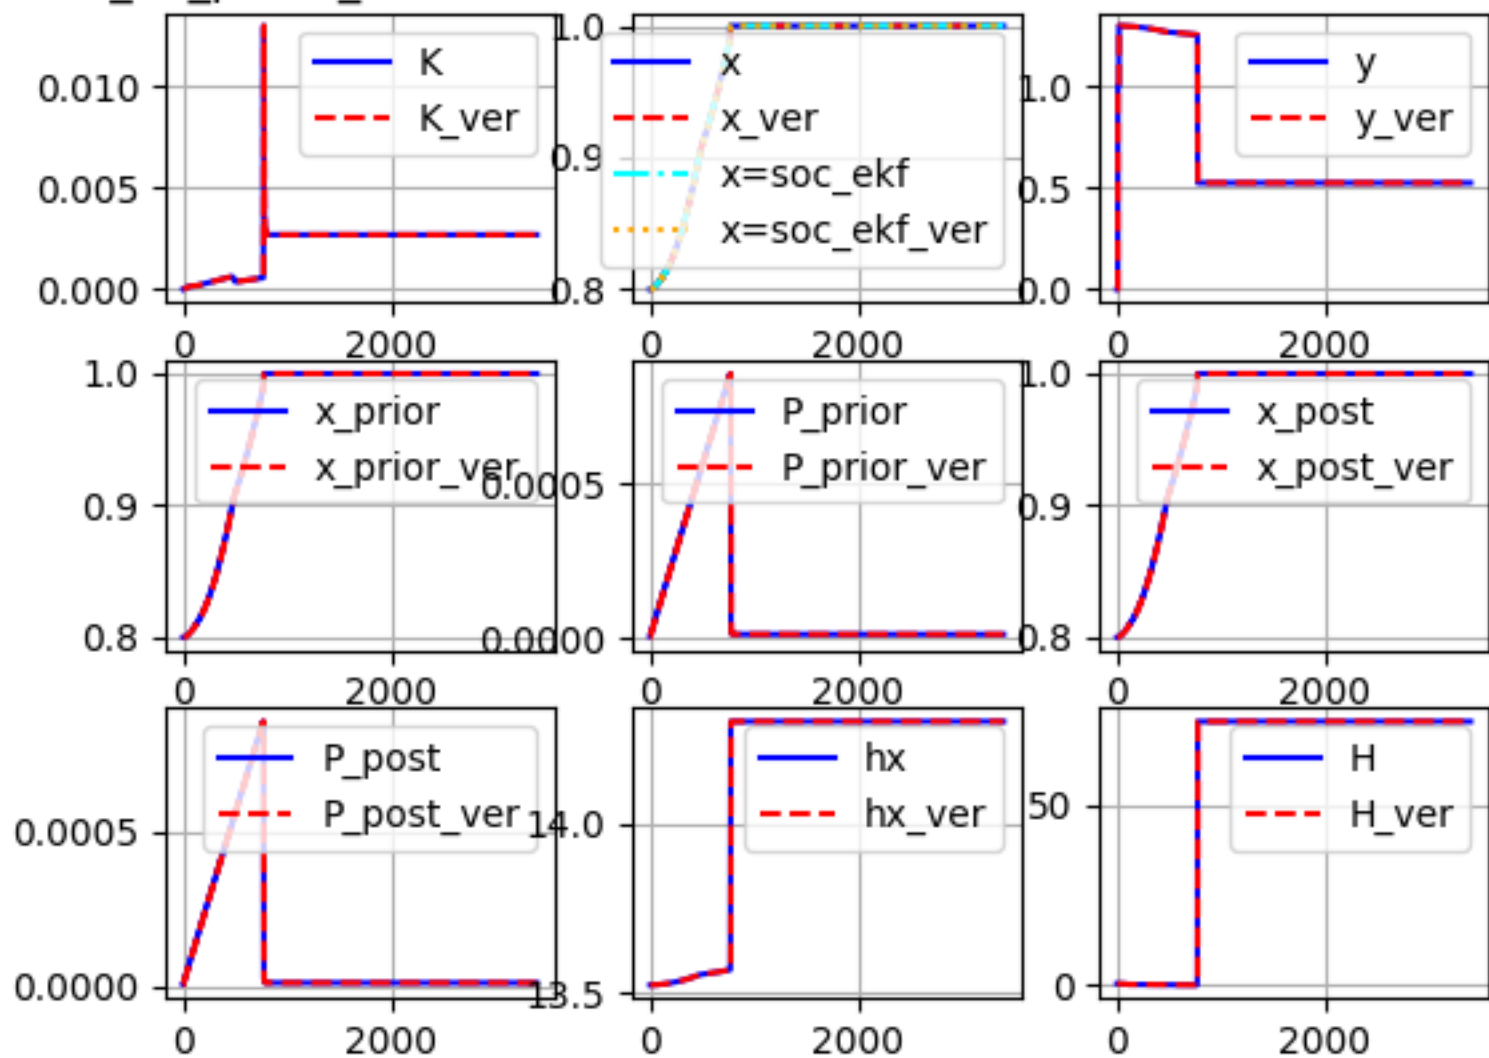 K
K_ver
0.010
0.005
0.000
0 2000
x
x_ver
x=soc_ekf
x=soc_ekf_ver
1.0
0.9
0.8
0 2000
y
y_ver
1.0
0.5
0.0
0 2000
x_prior
x_prior_ver
1.0
0.9
0.8
0 2000
P_prior
P_prior_ver
0.0005
0.0000
0 2000
x_post
x_post_ver
1.0
0.9
0.8
0 2000
P_post
P_post_ver
0.0005
0.0000
0 2000
hx
hx_ver
14.0
13.5
0 2000
H
H_ver
50
0
0 2000